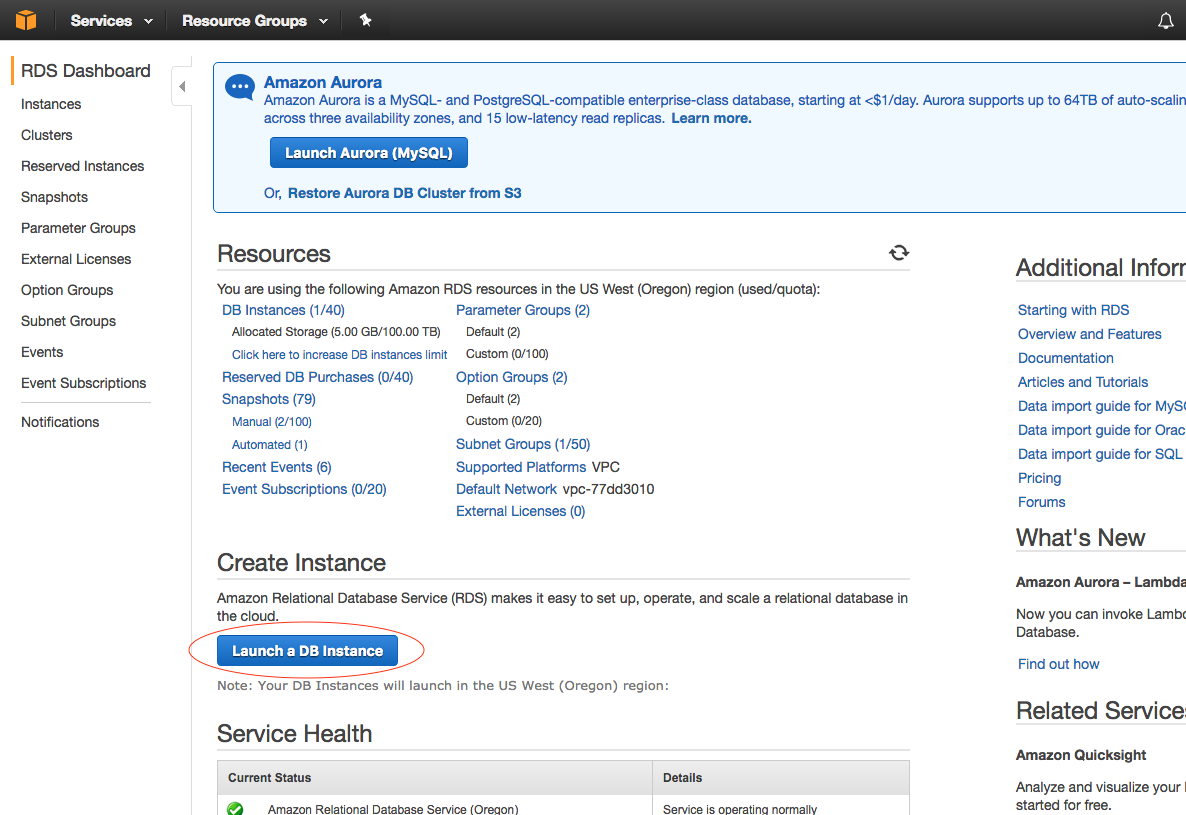 Services
Resource Groups
RDS Dashboard
Instances
Clusters
Reserved Instances
Snapshots
Parameter Groups
External Licenses
Option Groups
Subnet Groups
Events
Event Subscriptions
Notifications
Amazon Aurora
Amazon Aurora is a MySQL- and PostgreSQL-compatible enterprise-class database, starting at <$1/day. Aurora supports up to 64TB of auto-scalin
across three availability zones, and 15 low-latency read replicas. Learn more.
Launch Aurora (MySQL)
Or, Restore Aurora DB Cluster from S3
Resources
You are using the following Amazon RDS resources in the US West (Oregon) region (used/quota):
DB Instances (1/40)
Allocated Storage (5.00 GB/100.00 TB)
Click here to increase DB instances limit
Reserved DB Purchases (0/40)
Snapshots (79)
Manual (2/100)
Automated (1)
Recent Events (6)
Event Subscriptions (0/20)
Parameter Groups (2)
Default (2)
Custom (0/100)
Option Groups (2)
Default (2)
Custom (0/20)
Subnet Groups (1/50)
Supported Platforms VPC
Default Network vpc-77dd3010
External Licenses (0)
Create Instance
Amazon Relational Database Service (RDS) makes it easy to set up, operate, and scale a relational database in
the cloud.
Launch a DB Instance
Note: Your DB Instances will launch in the US West (Oregon) region:
Service Health
Current Status
Details
Amazon Relational Database Service (Oregon)
Service is operating normally
Additional Inforr
Starting with RDS
Overview and Features
Documentation
Articles and Tutorials
Data import guide for MySQ
Data import guide for Orac
Data import guide for SQL
Pricing
Forums
What's New
Amazon Aurora – Lambda
Now you can invoke Lambd
Database.
Find out how
Related Services
Amazon Quicksight
Analyze and visualize your
started for free.